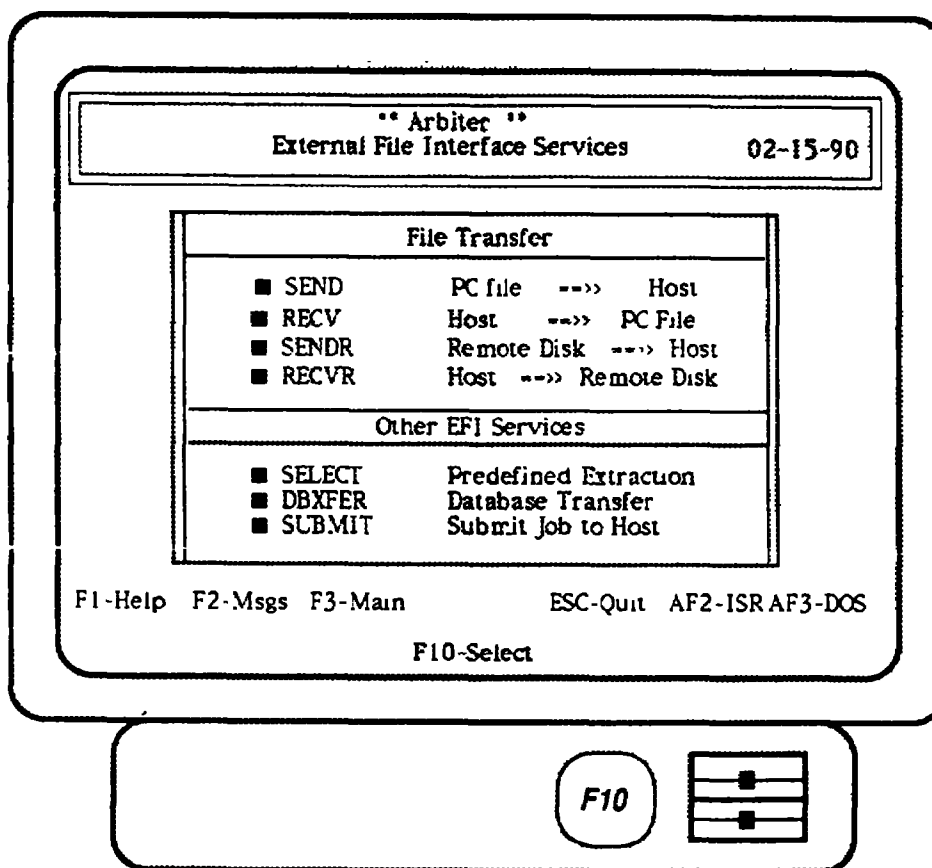 ** Arbiter **
External File Interface Services 02-15-90
File Transfer
■ SEND PC file ==>> Host
■ RECV Host ==>> PC File
■ SENDR Remote Disk ==>> Host
■ RECVR Host ==>> Remote Disk
Other EFI Services
■ SELECT Predefined Extraction
■ DBXFER Database Transfer
■ SUBMIT Submit Job to Host
F1-Help F2-Msgs F3-Main ESC-Quit AF2-ISR AF3-DOS
F10-Select
F10